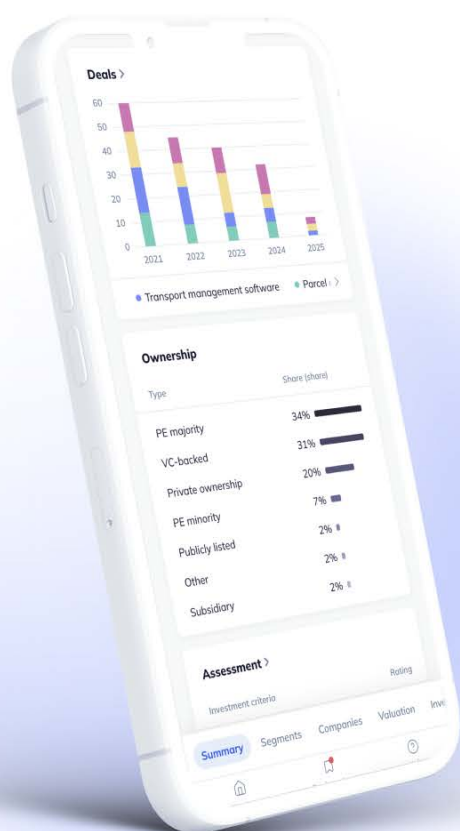 Deals >
60
50
40
30
20
10
0
2021 2022 2023 2024 2025
Transport management software Parcel >
Ownership
Type Share (share)
PE majority 34%
VC-backed 31%
Private ownership 20%
PE minority 7%
Publicly listed 2%
Other 2%
Subsidiary 2%
Assessment >
Investment criteria Rating
Summary Segments Companies Valuation Inve